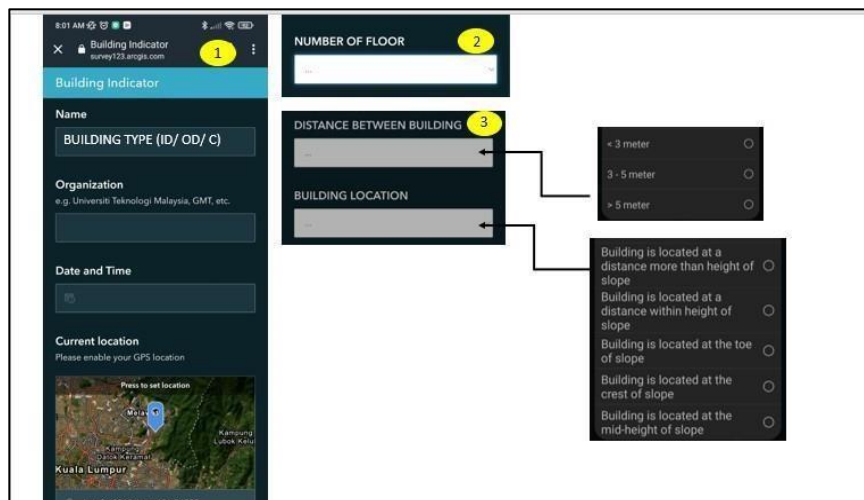 8:01 AM
Building Indicator
survey123.arcgis.com
1
Building Indicator
Name
BUILDING TYPE (ID/ OD/ C)
Organization
e.g. Universiti Teknologi Malaysia, GMT, etc.
Date and Time
Current location
Please enable your GPS location
Press to set location
Melawati
Kampung
Lubok Kelu
Kampung
Datok Keramat
Kuala Lumpur
NUMBER OF FLOOR
2
...
DISTANCE BETWEEN BUILDING
3
...
BUILDING LOCATION
...
< 3 meter
3 - 5 meter
> 5 meter
Building is located at a
distance more than height of
slope
Building is located at a
distance within height of
slope
Building is located at the toe
of slope
Building is located at the
crest of slope
Building is located at the
mid-height of slope